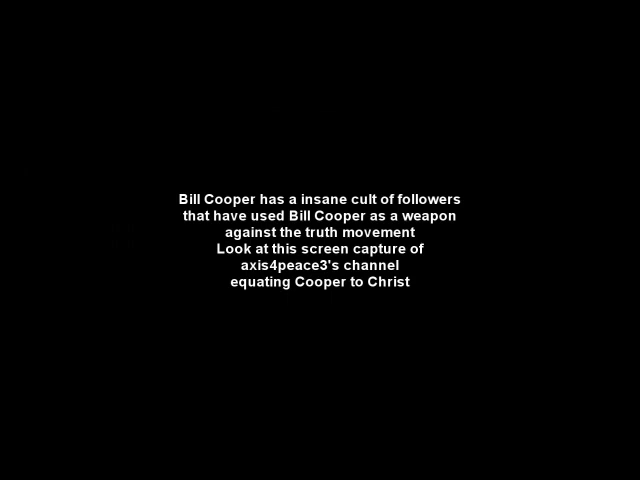 Bill Cooper has a insane cult of followers
that have used Bill Cooper as a weapon
against the truth movement
Look at this screen capture of
axis4peace3's channel
equating Cooper to Christ